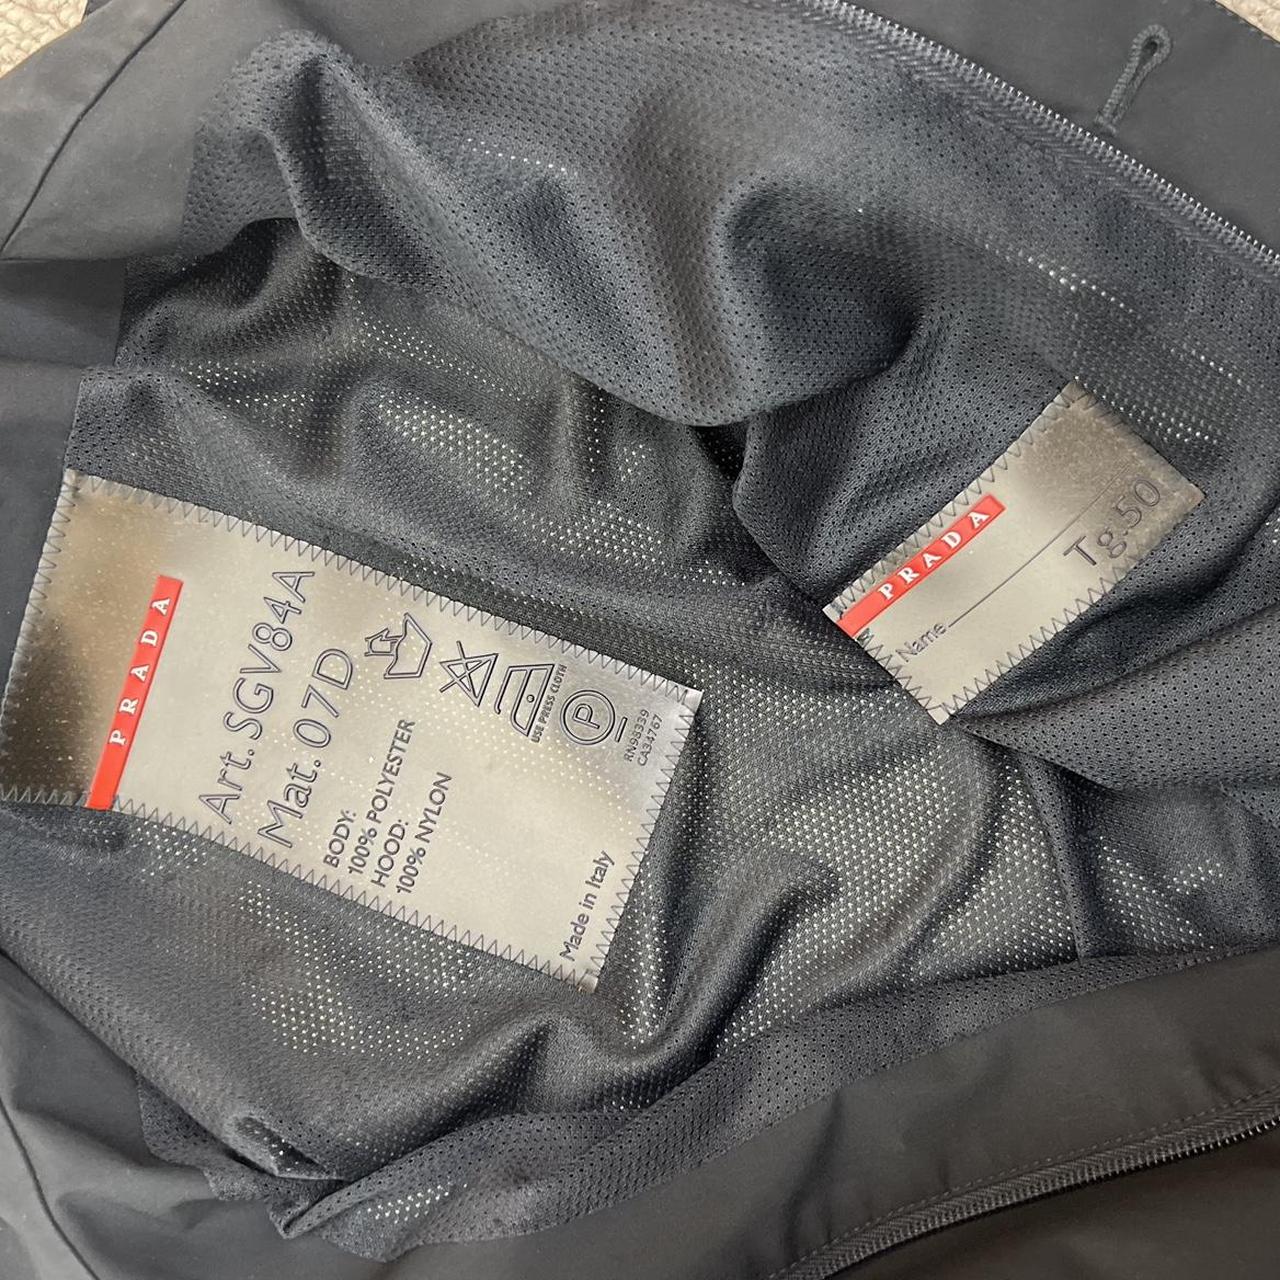 PRADA
Art. SGV84A
Mat. 07D
BODY:
100% POLYESTER
HOOD:
100% NYLON
USE PRESS CLOTH
P
RN96339
CA34767
Made in Italy
PRADA
Name
Tg.50